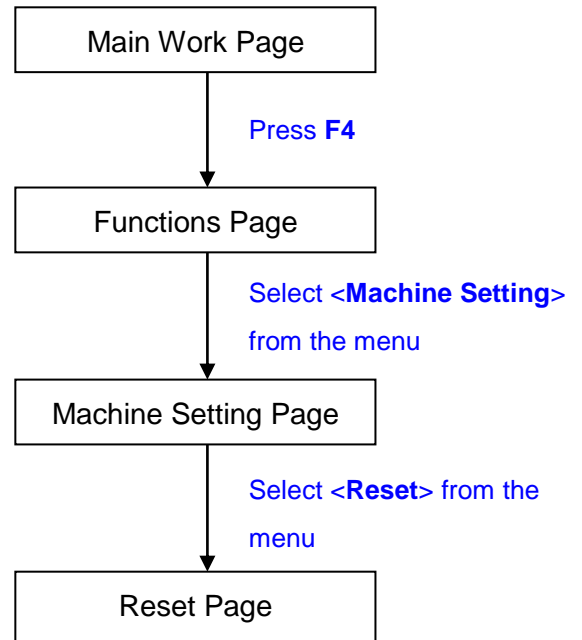 Main Work Page
Press F4
Functions Page
Select <Machine Setting>
from the menu
Machine Setting Page
Select <Reset> from the
menu
Reset Page